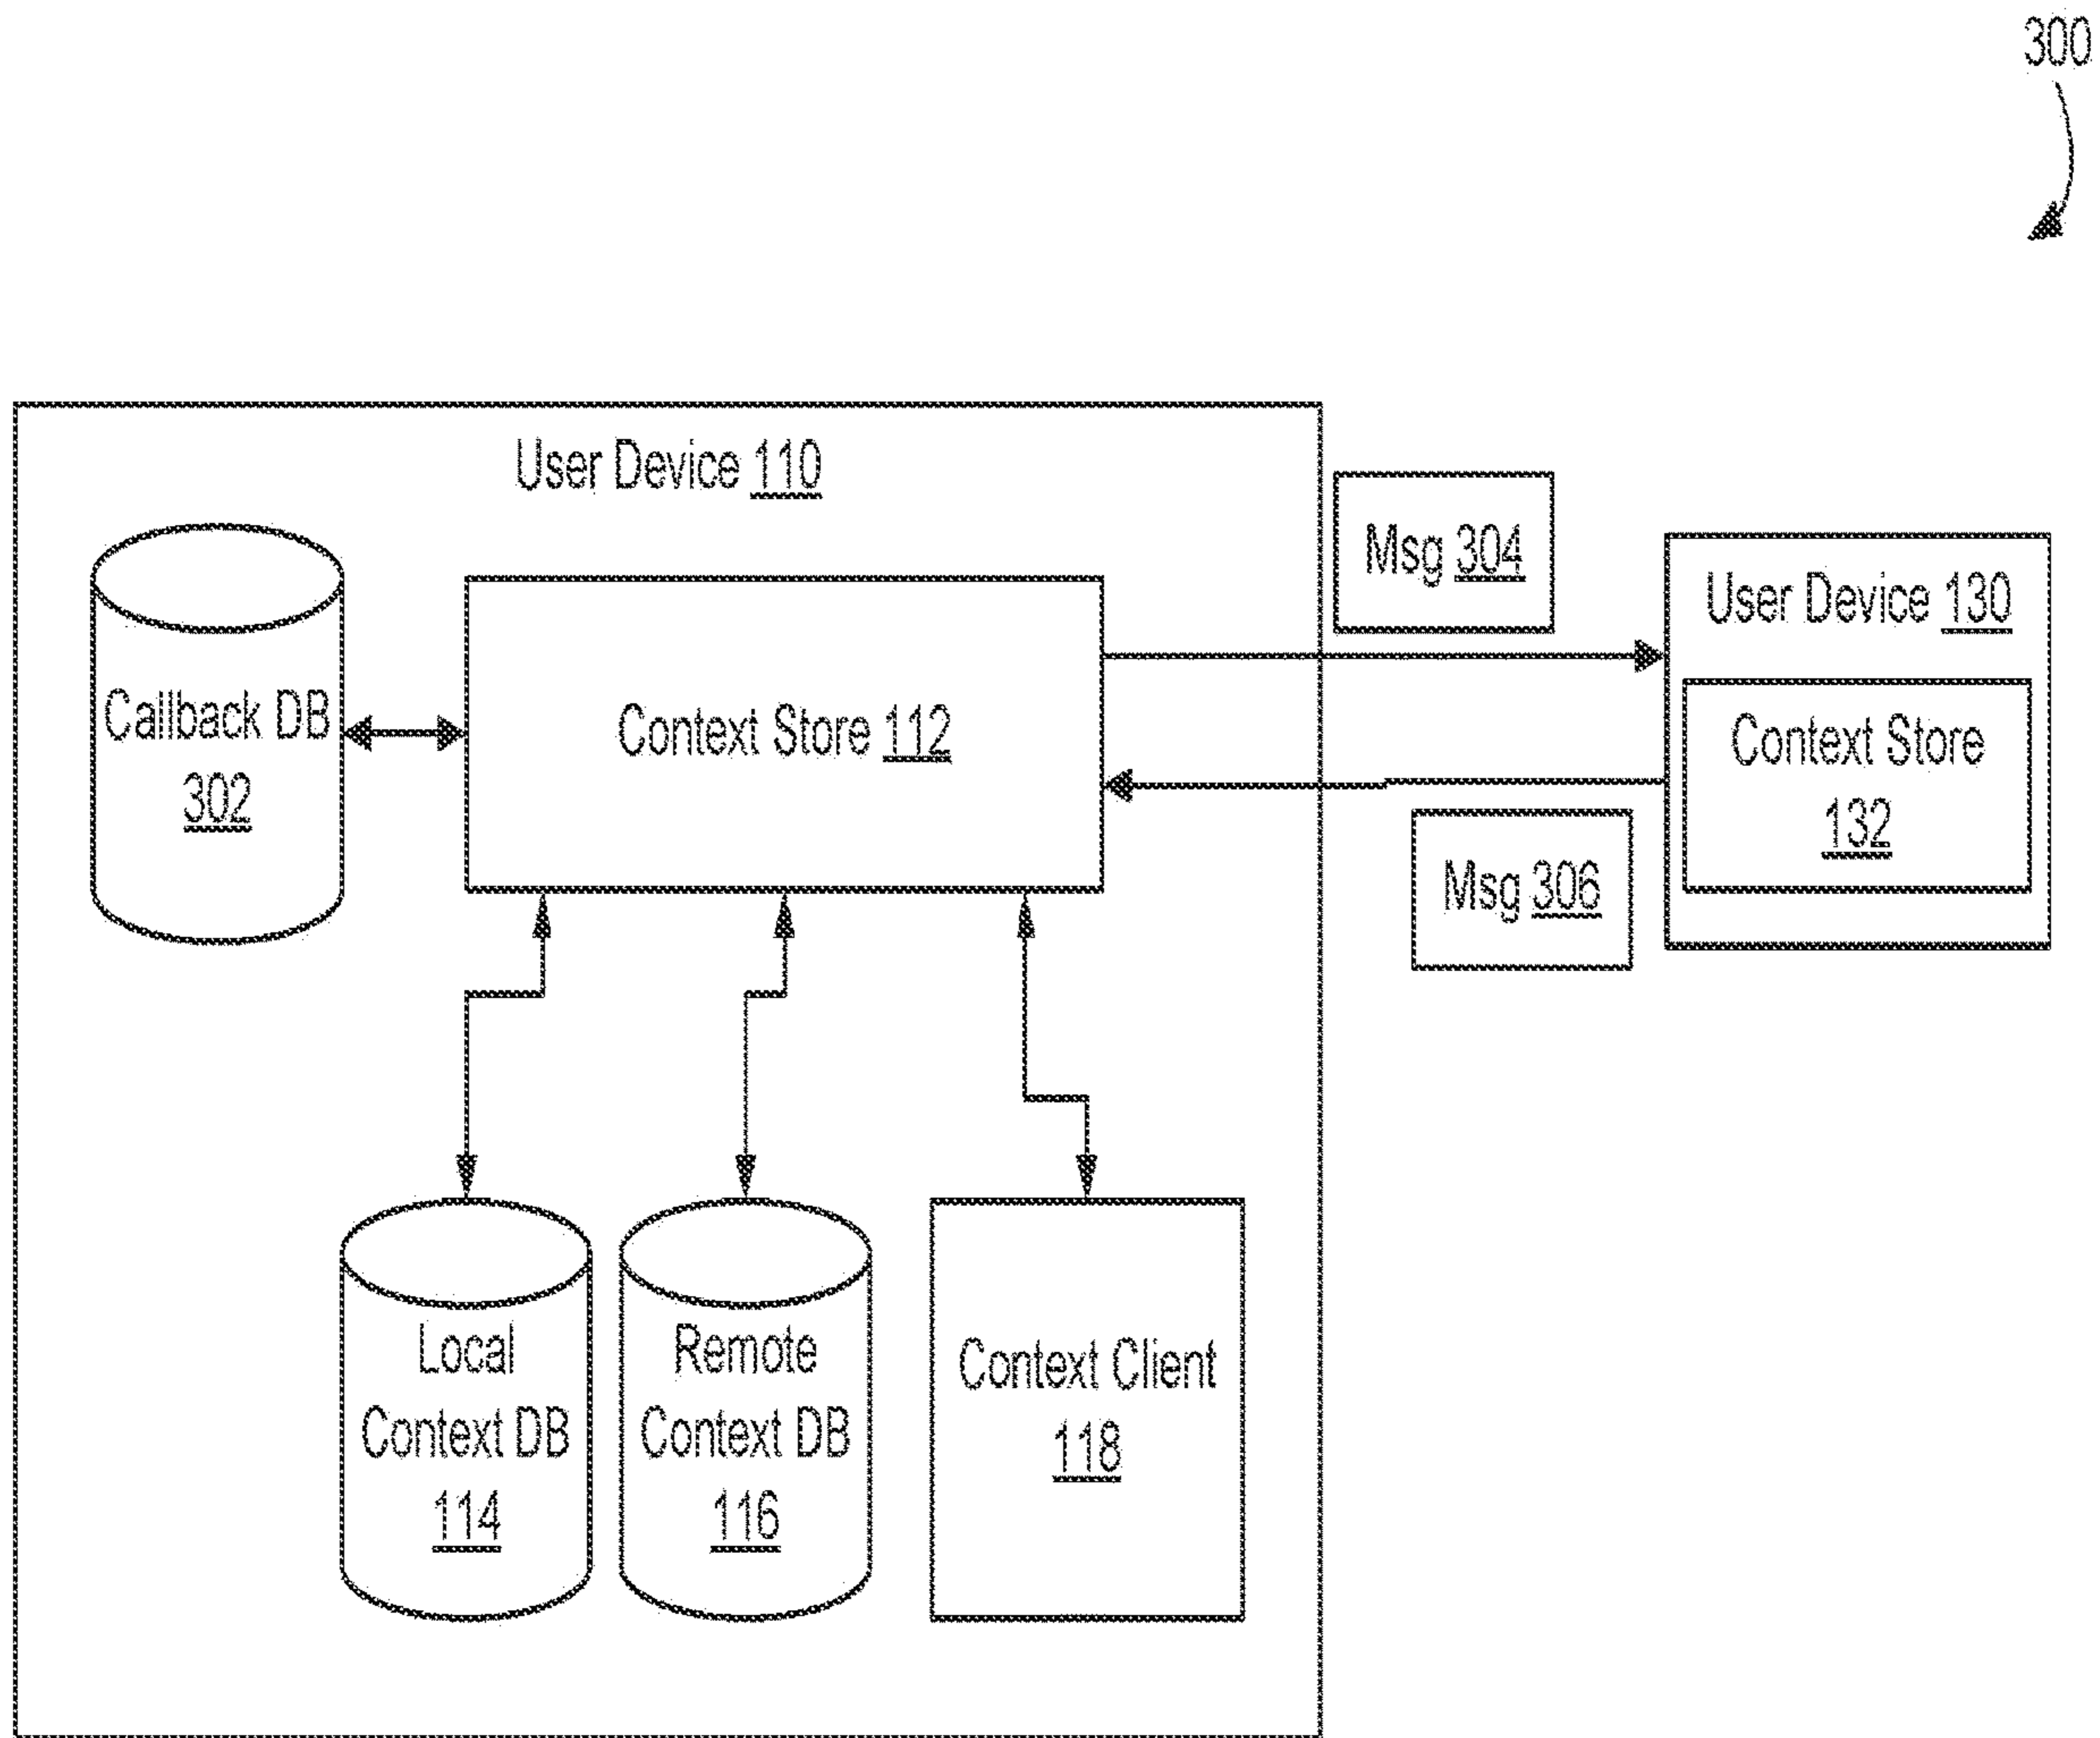 300
User Device 110
Msg 304
User Device 130
Callback DB
302
Context Store 112
Context Store
132
Msg 306
Local
Context DB
114
Remote
Context DB
116
Context Client
118